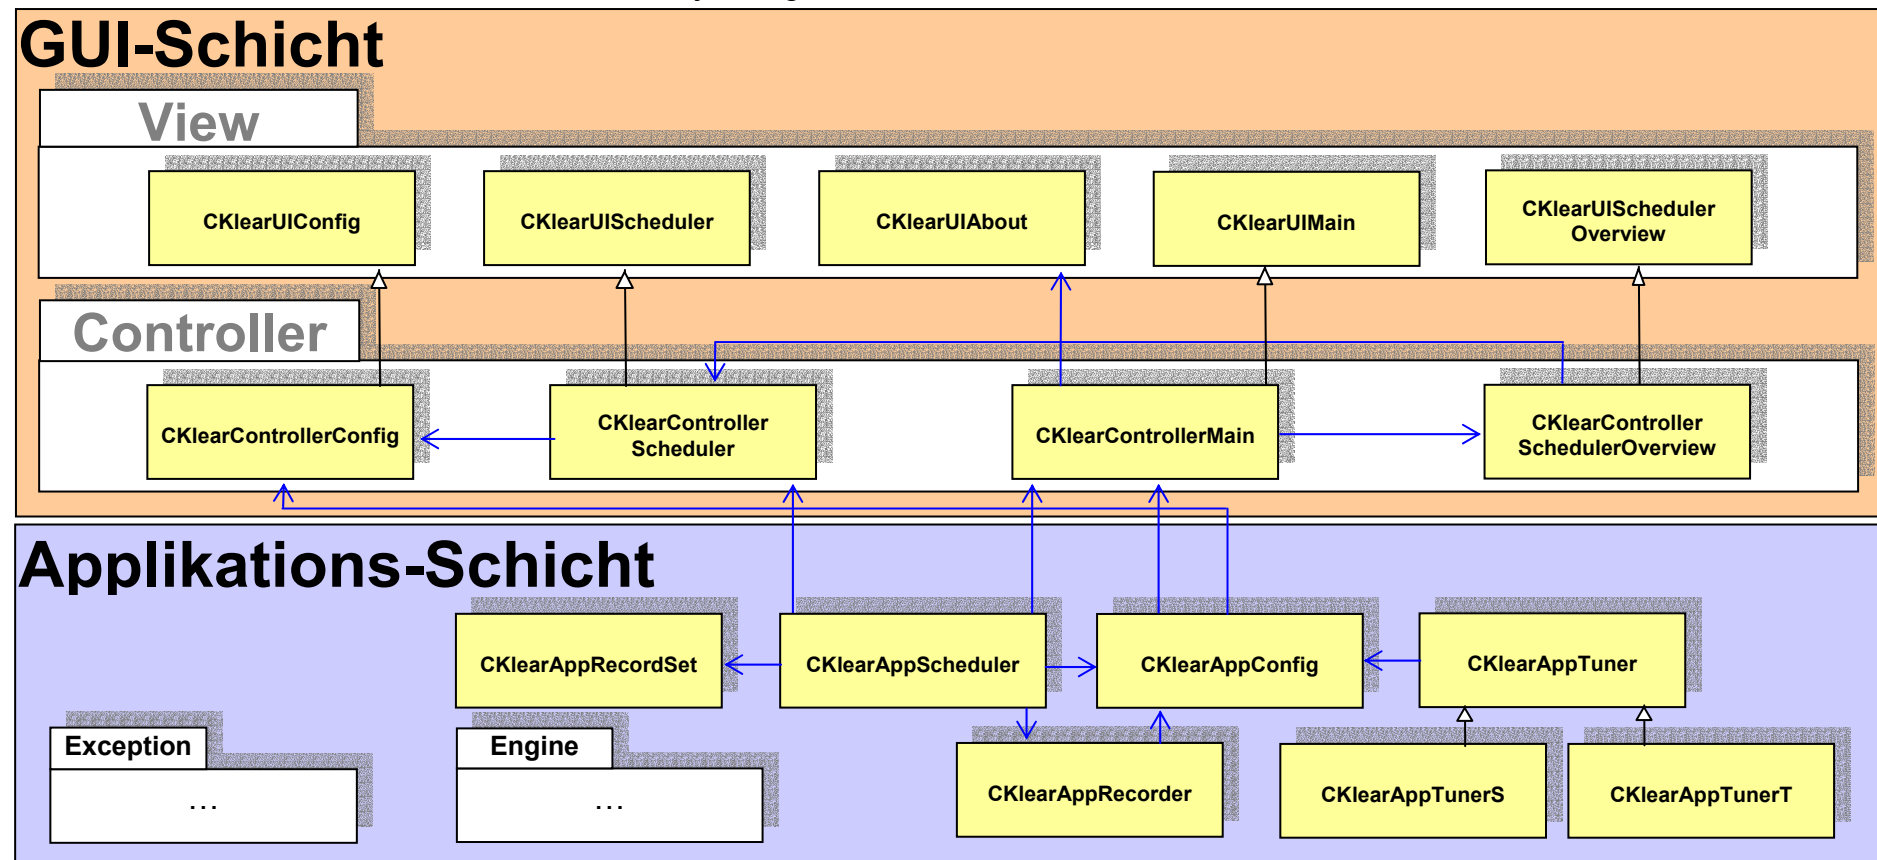 GUI-Schicht
View
CKlearUIConfig
CKlearUIScheduler
CKlearUIAbout
CKlearUIMain
CKlearUIScheduler
Overview
Controller
CKlearControllerConfig
CKlearController
Scheduler
CKlearControllerMain
CKlearController
SchedulerOverview
Applikations-Schicht
CKlearAppRecordSet
CKlearAppScheduler
CKlearAppConfig
CKlearAppTuner
Exception
...
Engine
...
CKlearAppRecorder
CKlearAppTunerS
CKlearAppTunerT